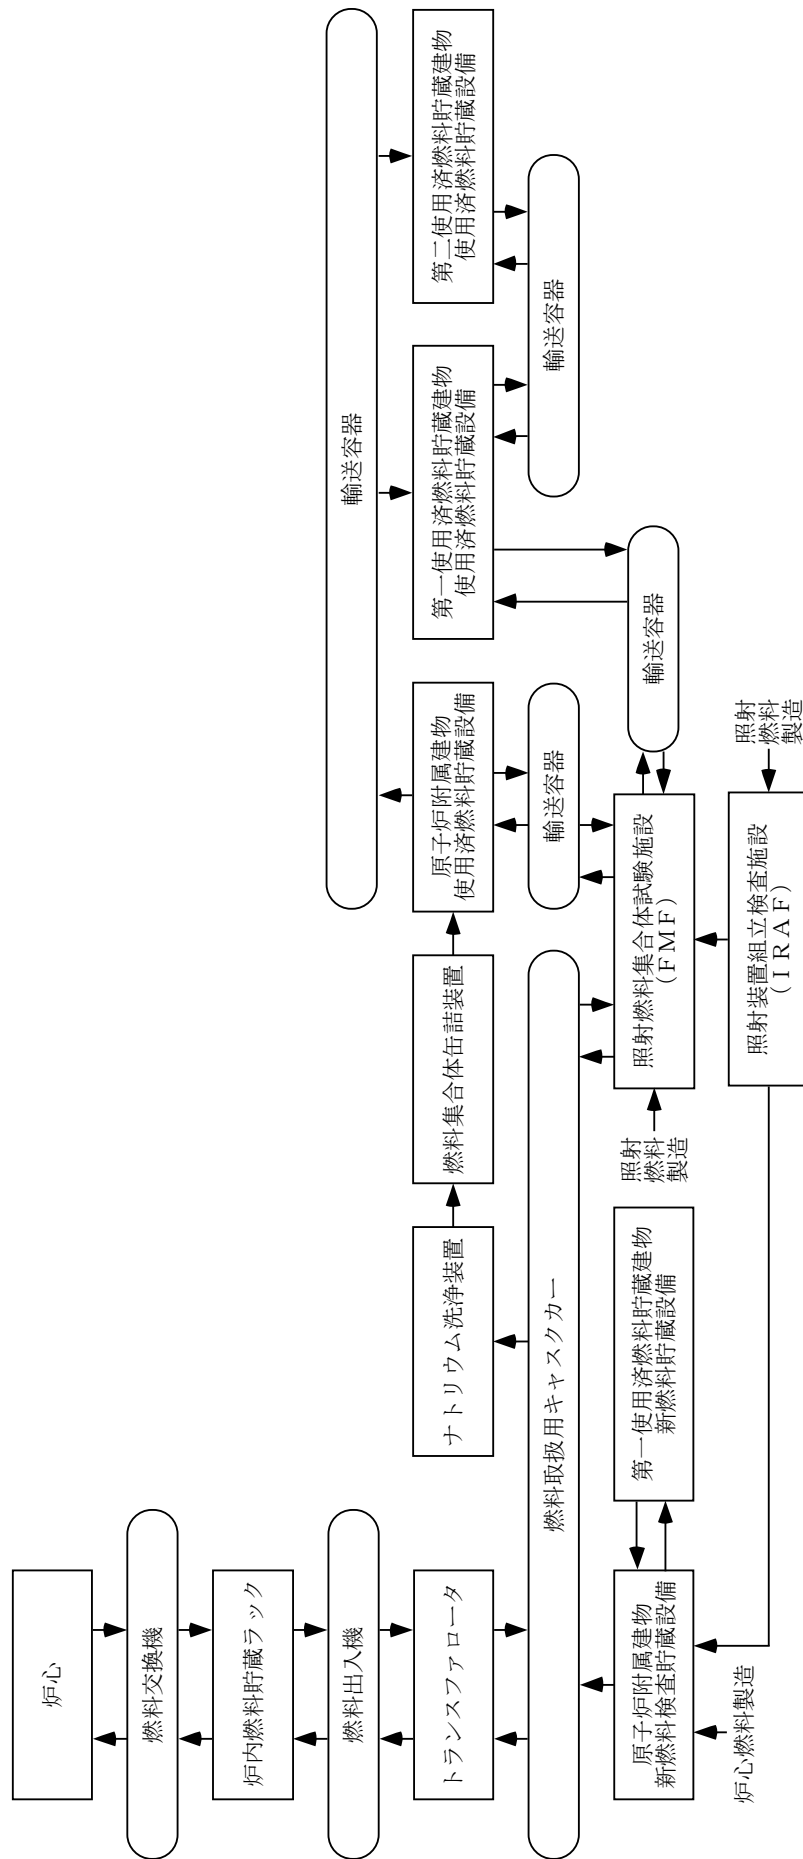 炉心
燃料交換機
炉内燃料貯蔵ラック
燃料出入機
トランスファロータ
燃料取扱用キャスクカー
原子炉附属建物
新燃料検査貯蔵設備
炉心燃料製造
第一使用済燃料貯蔵建物
新燃料貯蔵設備
ナトリウム洗浄装置
燃料集合体缶詰装置
原子炉附属建物
使用済燃料貯蔵設備
輸送容器
輸送容器
第一使用済燃料貯蔵建物
使用済燃料貯蔵設備
第二使用済燃料貯蔵建物
使用済燃料貯蔵設備
輸送容器
輸送容器
照射燃料集合体試験施設
(FMF)
照射
燃料
製造
照射装置組立検査施設
(IRAF)
照射
燃料
製造